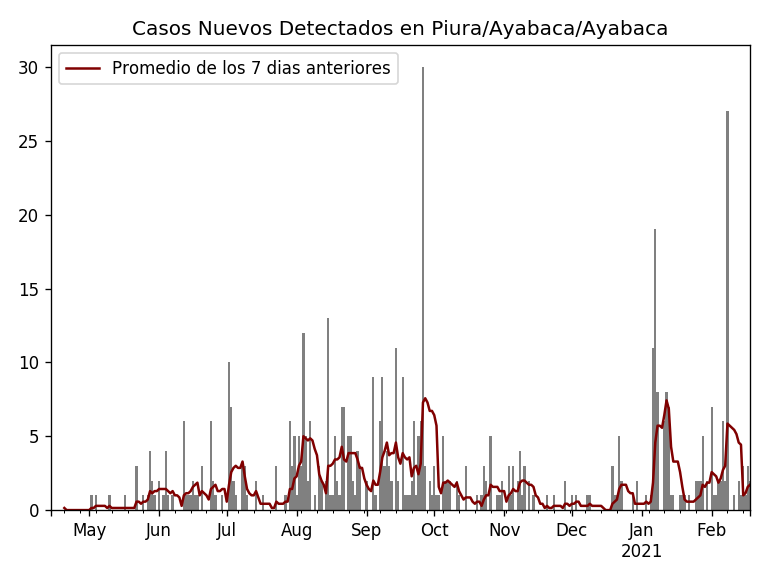 Casos Nuevos Detectados en Piura/Ayabaca/Ayabaca
Promedio de los 7 dias anteriores
30
25
20
15
10
5
0
May Jun Jul Aug Sep Oct Nov Dec Jan Feb
2021